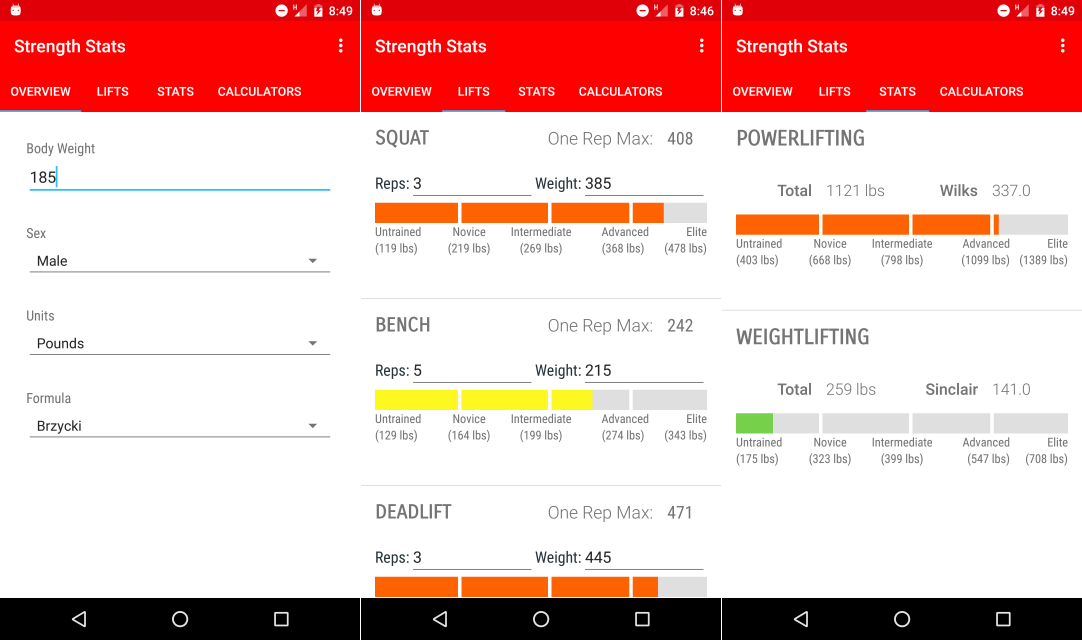 H 8:49
Strength Stats
OVERVIEW LIFTS STATS CALCULATORS
Body Weight
185
Sex
Male
Units
Pounds
Formula
Brzycki
H 8:46
Strength Stats
OVERVIEW LIFTS STATS CALCULATORS
SQUAT One Rep Max: 408
Reps: 3 Weight: 385
Untrained Novice Intermediate Advanced Elite
(119 lbs) (219 lbs) (269 lbs) (368 lbs) (478 lbs)
BENCH One Rep Max: 242
Reps: 5 Weight: 215
Untrained Novice Intermediate Advanced Elite
(129 lbs) (164 lbs) (199 lbs) (274 lbs) (343 lbs)
DEADLIFT One Rep Max: 471
Reps: 3 Weight: 445
H 8:49
Strength Stats
OVERVIEW LIFTS STATS CALCULATORS
POWERLIFTING
Total 1121 lbs Wilks 337.0
Untrained Novice Intermediate Advanced Elite
(403 lbs) (668 lbs) (798 lbs) (1099 lbs) (1389 lbs)
WEIGHTLIFTING
Total 259 lbs Sinclair 141.0
Untrained Novice Intermediate Advanced Elite
(175 lbs) (323 lbs) (399 lbs) (547 lbs) (708 lbs)